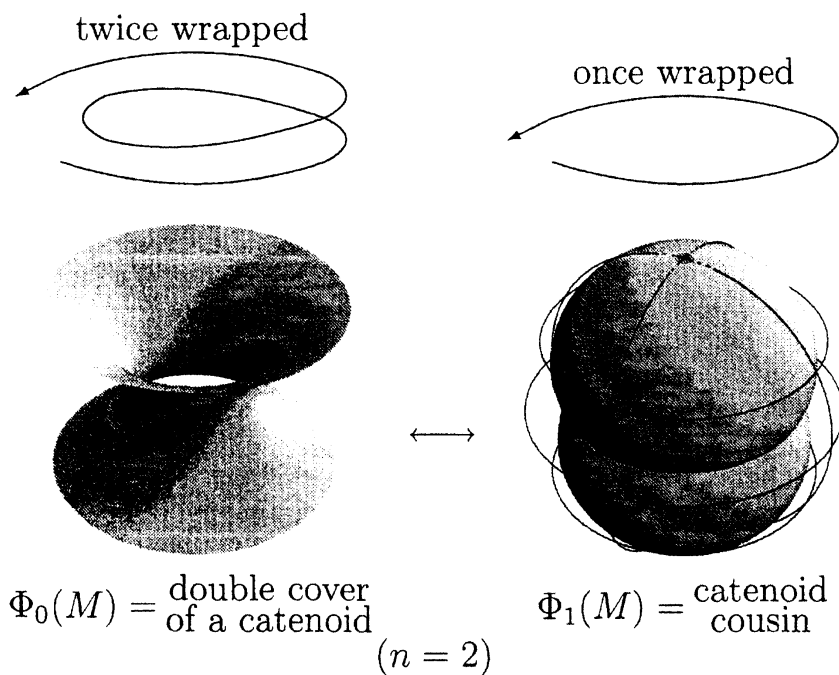 twice wrapped
once wrapped
Φ₀(M) = double cover of a catenoid
Φ₁(M) = catenoid cousin
(n = 2)